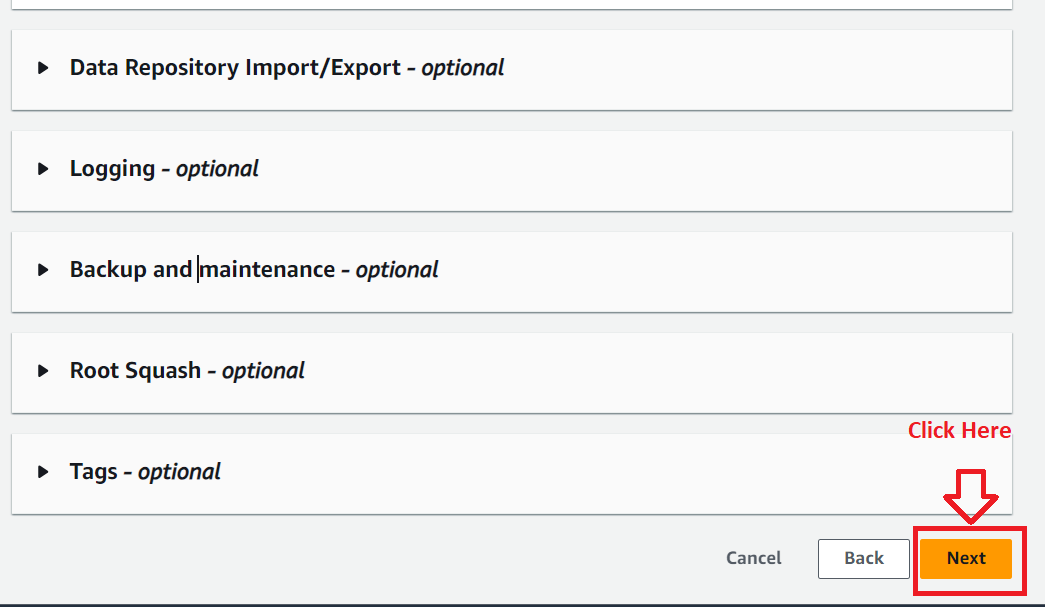 Data Repository Import/Export - optional
Logging - optional
Backup and maintenance - optional
Root Squash - optional
Click Here
Tags - optional
Cancel
Back
Next